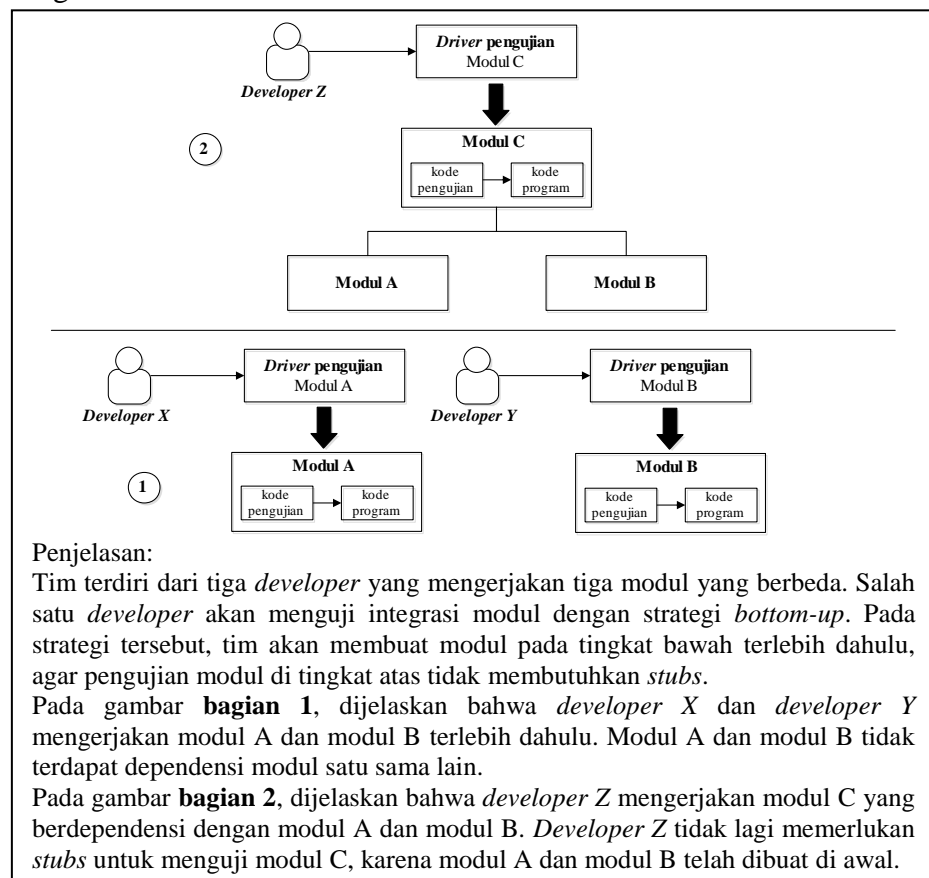 Driver pengujian
Modul C
Developer Z
2
Modul C
kode
pengujian
kode
program
Modul A
Modul B
Driver pengujian
Modul A
Driver pengujian
Modul B
Developer X
Developer Y
1
Modul A
kode
pengujian
kode
program
Modul B
kode
pengujian
kode
program
Penjelasan:
Tim terdiri dari tiga developer yang mengerjakan tiga modul yang berbeda. Salah
satu developer akan menguji integrasi modul dengan strategi bottom-up. Pada
strategi tersebut, tim akan membuat modul pada tingkat bawah terlebih dahulu,
agar pengujian modul di tingkat atas tidak membutuhkan stubs.
Pada gambar bagian 1, dijelaskan bahwa developer X dan developer Y
mengerjakan modul A dan modul B terlebih dahulu. Modul A dan modul B tidak
terdapat dependensi modul satu sama lain.
Pada gambar bagian 2, dijelaskan bahwa developer Z mengerjakan modul C yang
berdependensi dengan modul A dan modul B. Developer Z tidak lagi memerlukan
stubs untuk menguji modul C, karena modul A dan modul B telah dibuat di awal.